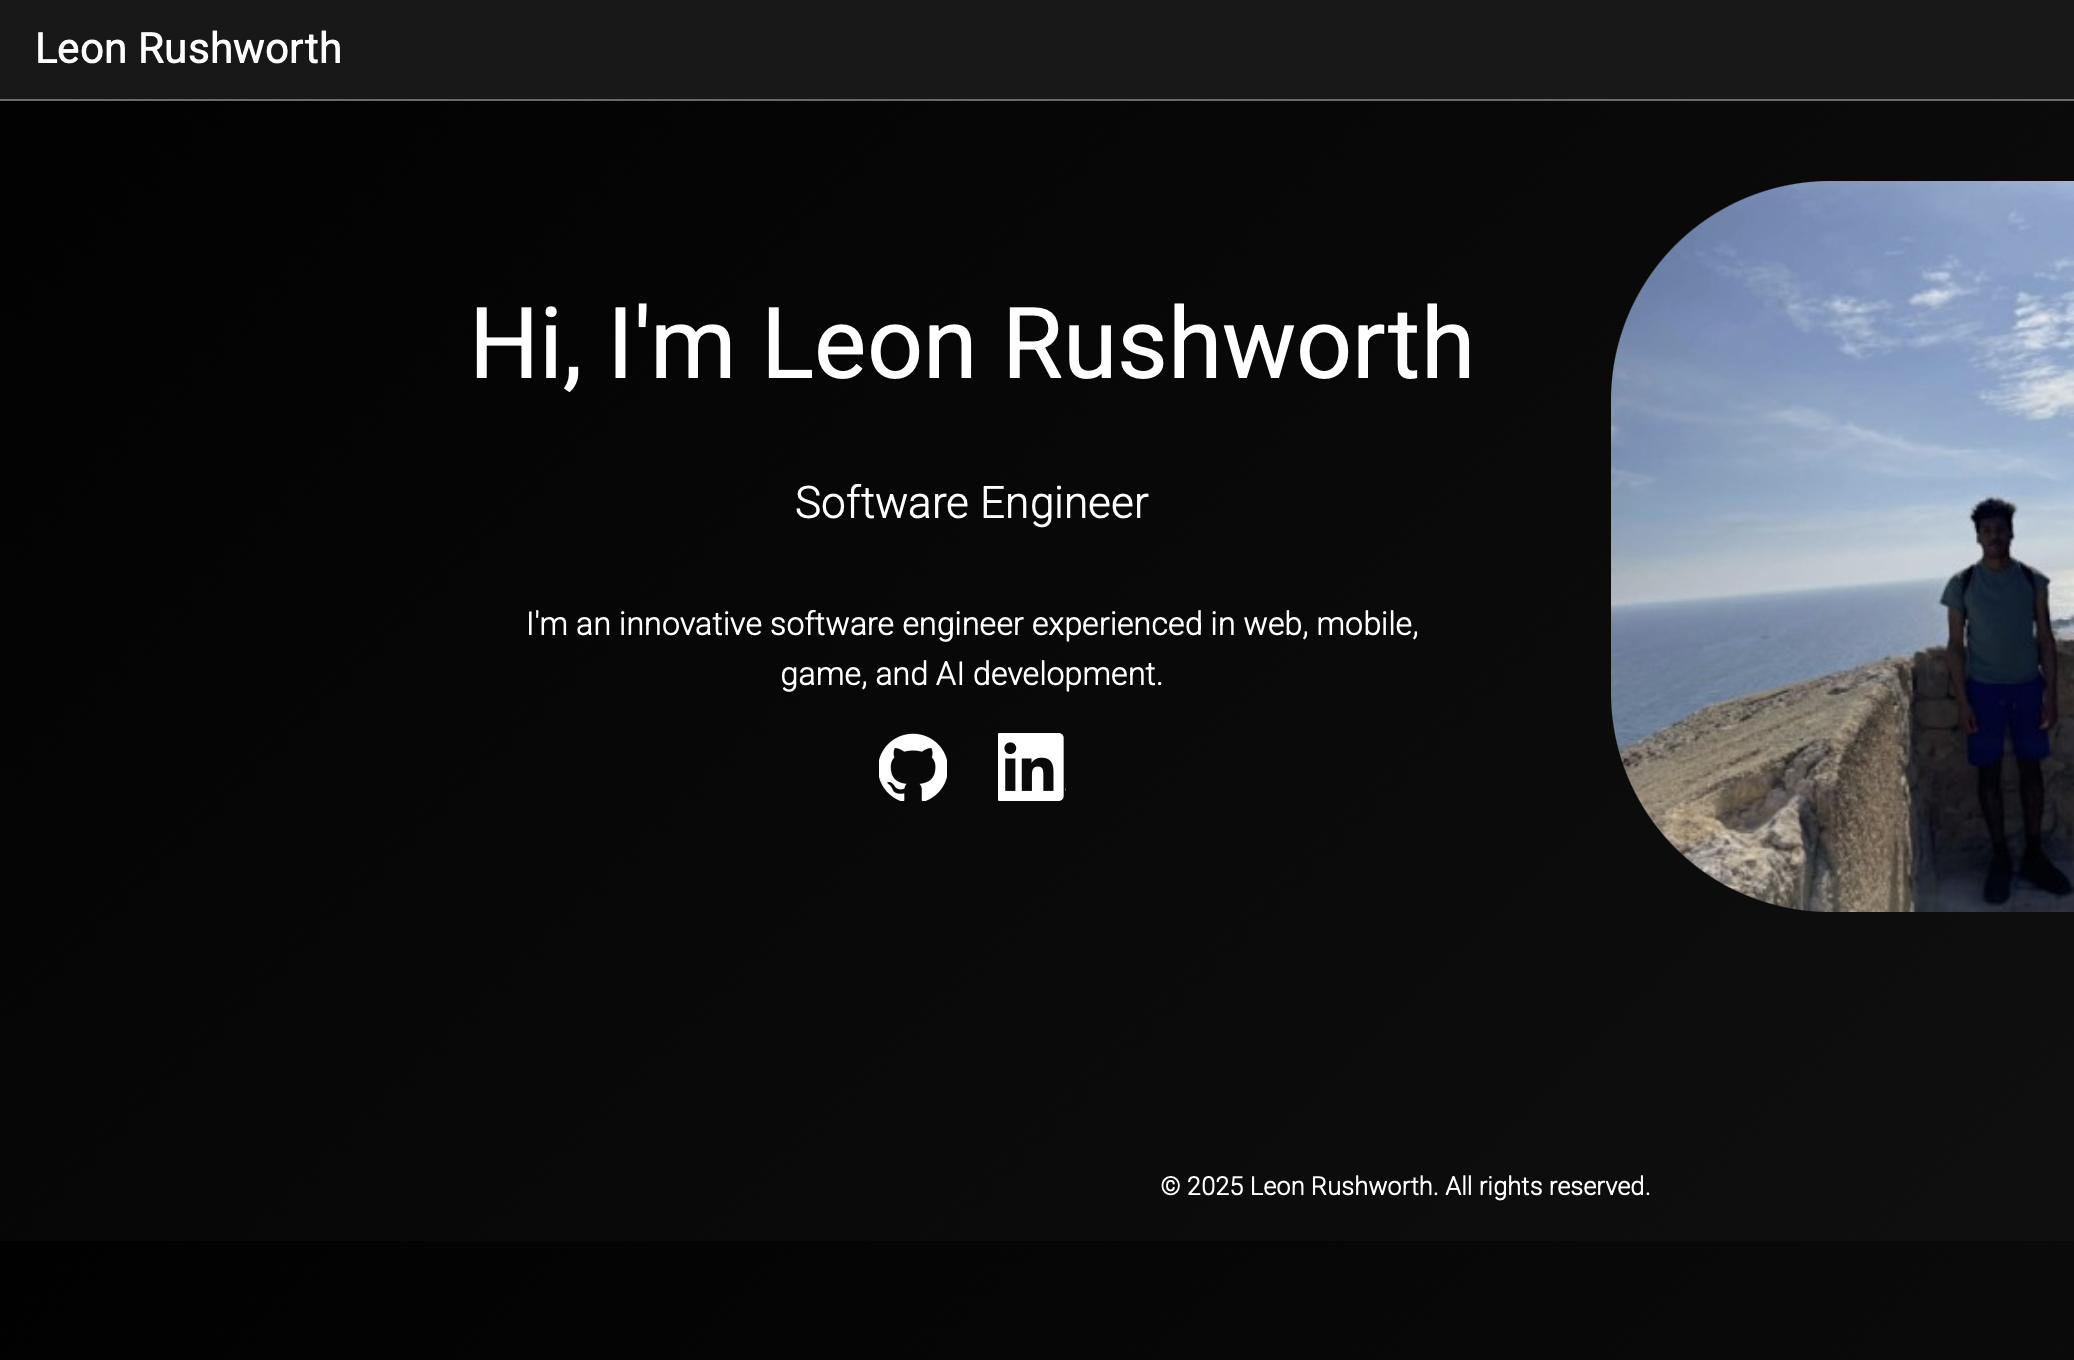 Leon Rushworth
Hi, I'm Leon Rushworth
Software Engineer
I'm an innovative software engineer experienced in web, mobile,
game, and AI development.
in
© 2025 Leon Rushworth. All rights reserved.